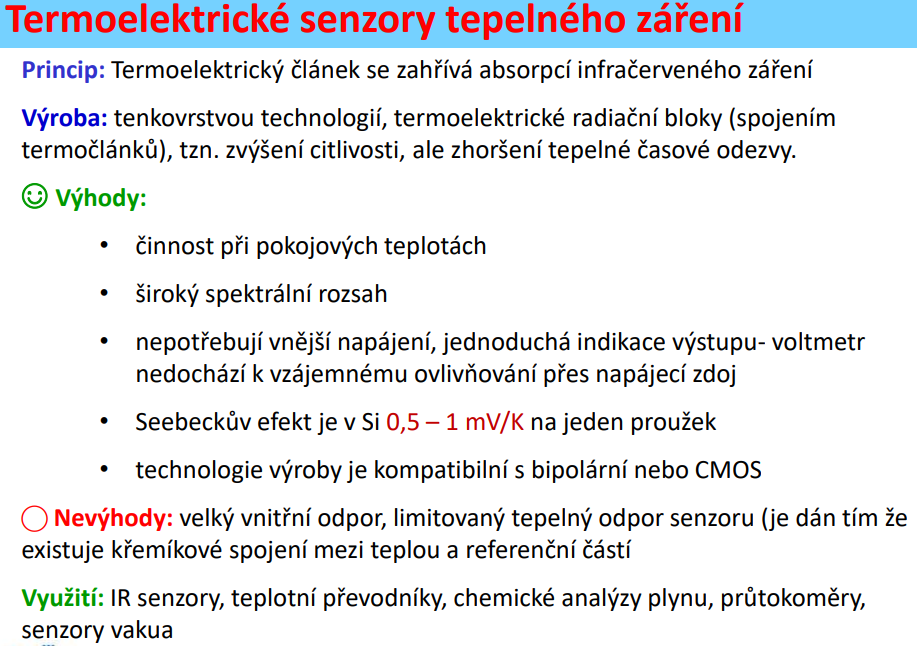 Termoelektrické senzory tepelného záření
Princip: Termoelektrický článek se zahřívá absorpcí infračerveného záření
Výroba: tenkovrstvou technologií, termoelektrické radiační bloky (spojením
termočlánků), tzn. zvýšení citlivosti, ale zhoršení tepelné časové odezvy.
Výhody:
• činnost při pokojových teplotách
• široký spektrální rozsah
• nepotřebují vnější napájení, jednoduchá indikace výstupu- voltmetr
nedochází k vzájemnému ovlivňování přes napájecí zdoj
• Seebeckův efekt je v Si 0,5 – 1 mV/K na jeden proužek
• technologie výroby je kompatibilní s bipolární nebo CMOS
Nevýhody: velký vnitřní odpor, limitovaný tepelný odpor senzoru (je dán tím že
existuje křemíkové spojení mezi teplou a referenční částí
Využití: IR senzory, teplotní převodníky, chemické analýzy plynu, průtokoměry,
senzory vakua